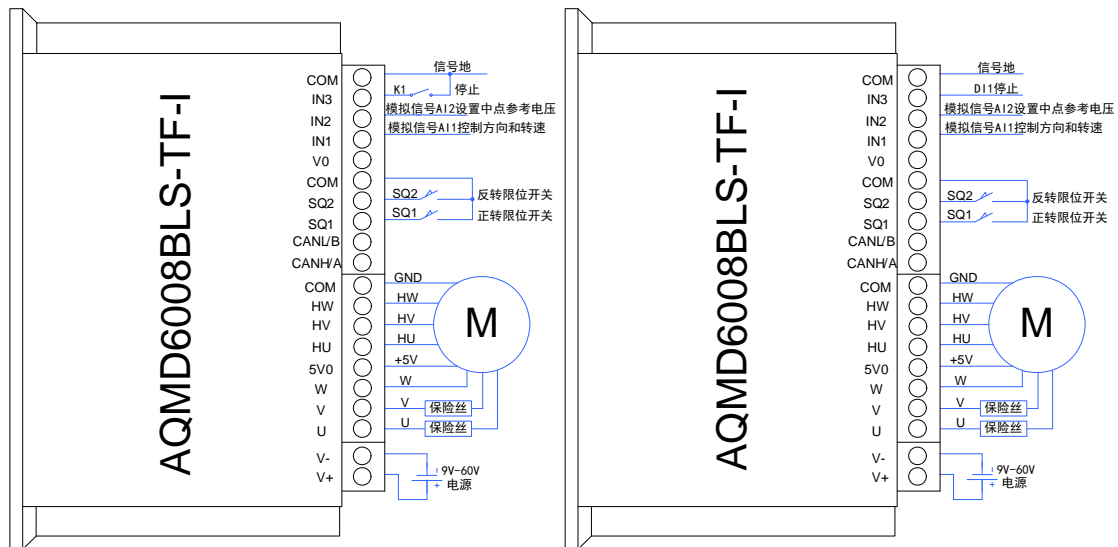 AQMD6008BLS-TF-I
COM
IN3
IN2
IN1
V0
COM
SQ2
SQ1
CANL/B
CANH/A
COM
HW
HV
HU
5V0
W
V
U
V-
V+
信号地
K1 停止
模拟信号AI2设置中点参考电压
模拟信号AI1控制方向和转速
SQ2 反转限位开关
SQ1 正转限位开关
GND
HW
HV
HU
+5V
W
V 保险丝
U 保险丝
M
9V-60V
+ 电源
AQMD6008BLS-TF-I
COM
IN3
IN2
IN1
V0
COM
SQ2
SQ1
CANL/B
CANH/A
COM
HW
HV
HU
5V0
W
V
U
V-
V+
信号地
DI1停止
模拟信号AI2设置中点参考电压
模拟信号AI1控制方向和转速
SQ2 反转限位开关
SQ1 正转限位开关
GND
HW
HV
HU
+5V
W
V 保险丝
U 保险丝
M
9V-60V
+ 电源